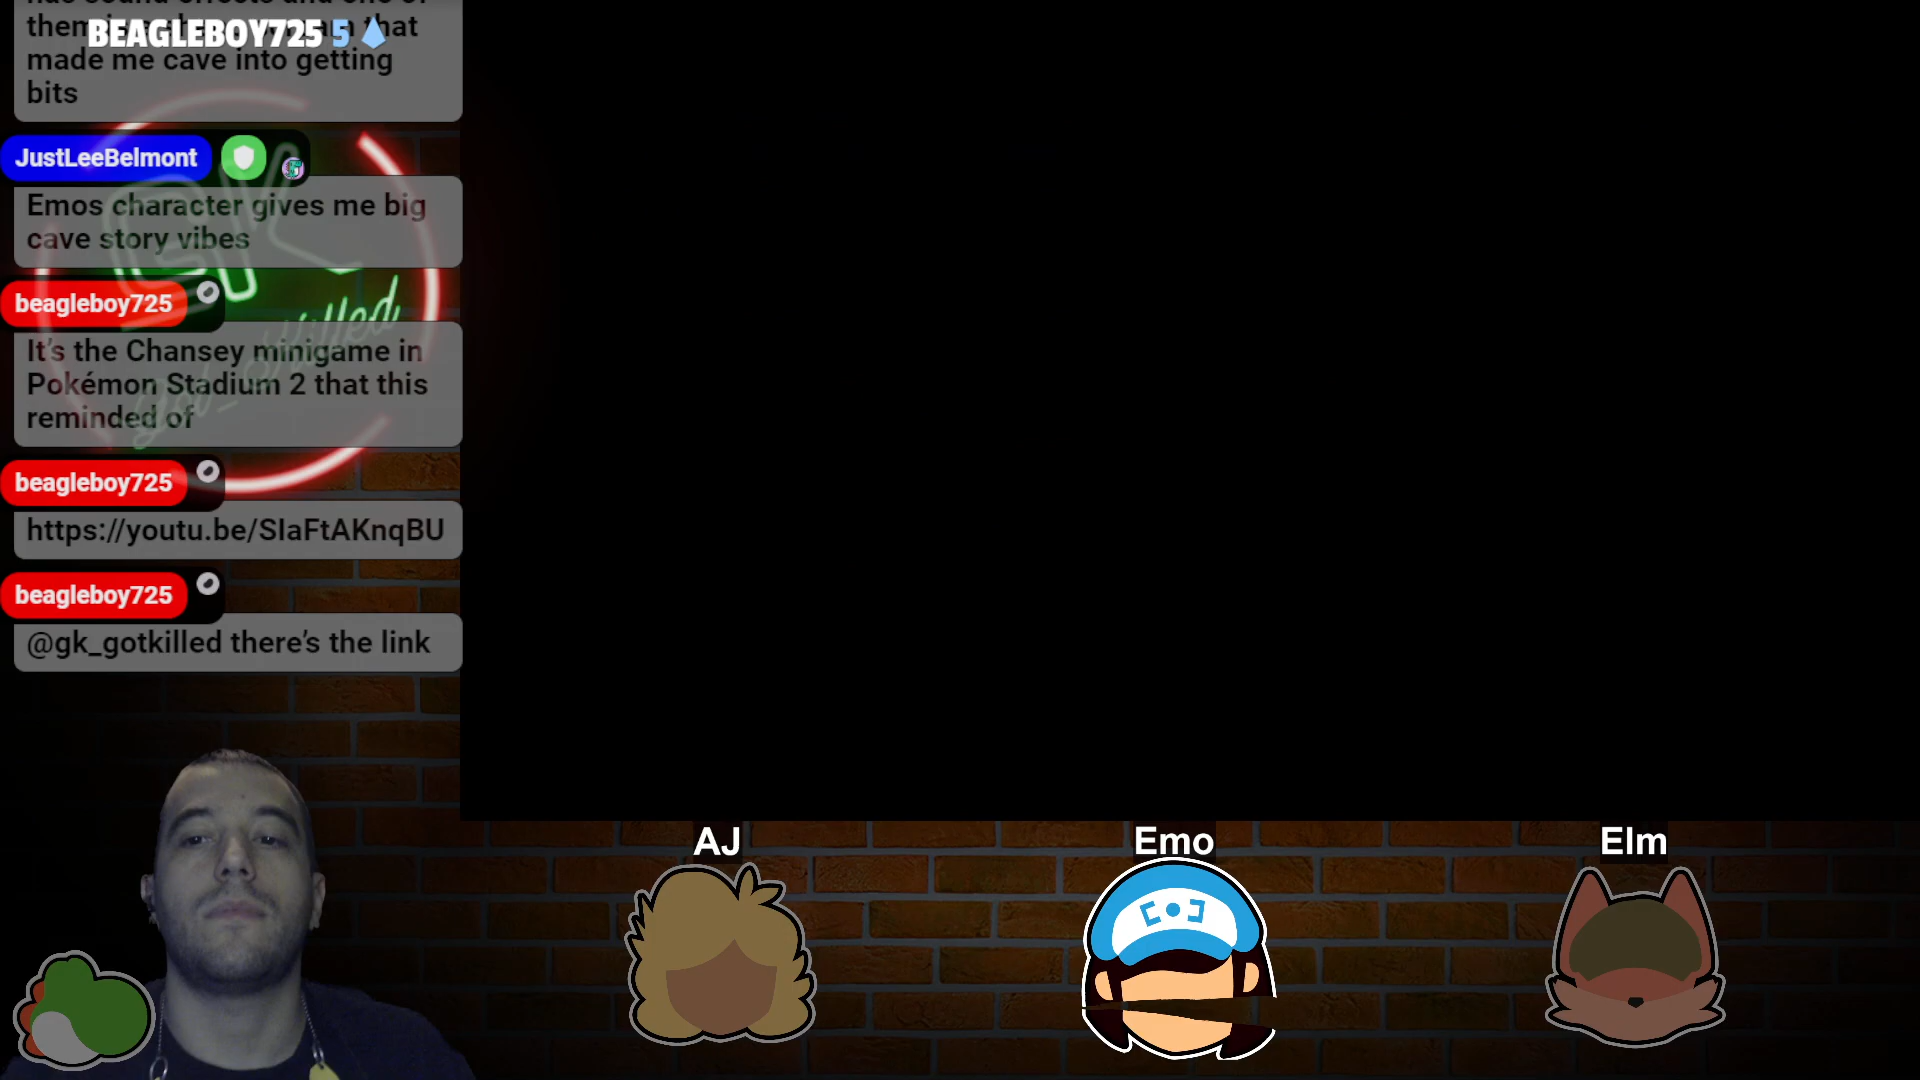 BEAGLEBOY725 5
made me cave into getting
bits
JustLeeBelmont
Emos character gives me big
cave story vibes
beagleboy725
It's the Chansey minigame in
Pokémon Stadium 2 that this
reminded of
beagleboy725
https://youtu.be/SIaFtAKnqBU
beagleboy725
@gk_gotkilled there's the link
GK
AJ
Emo
Elm